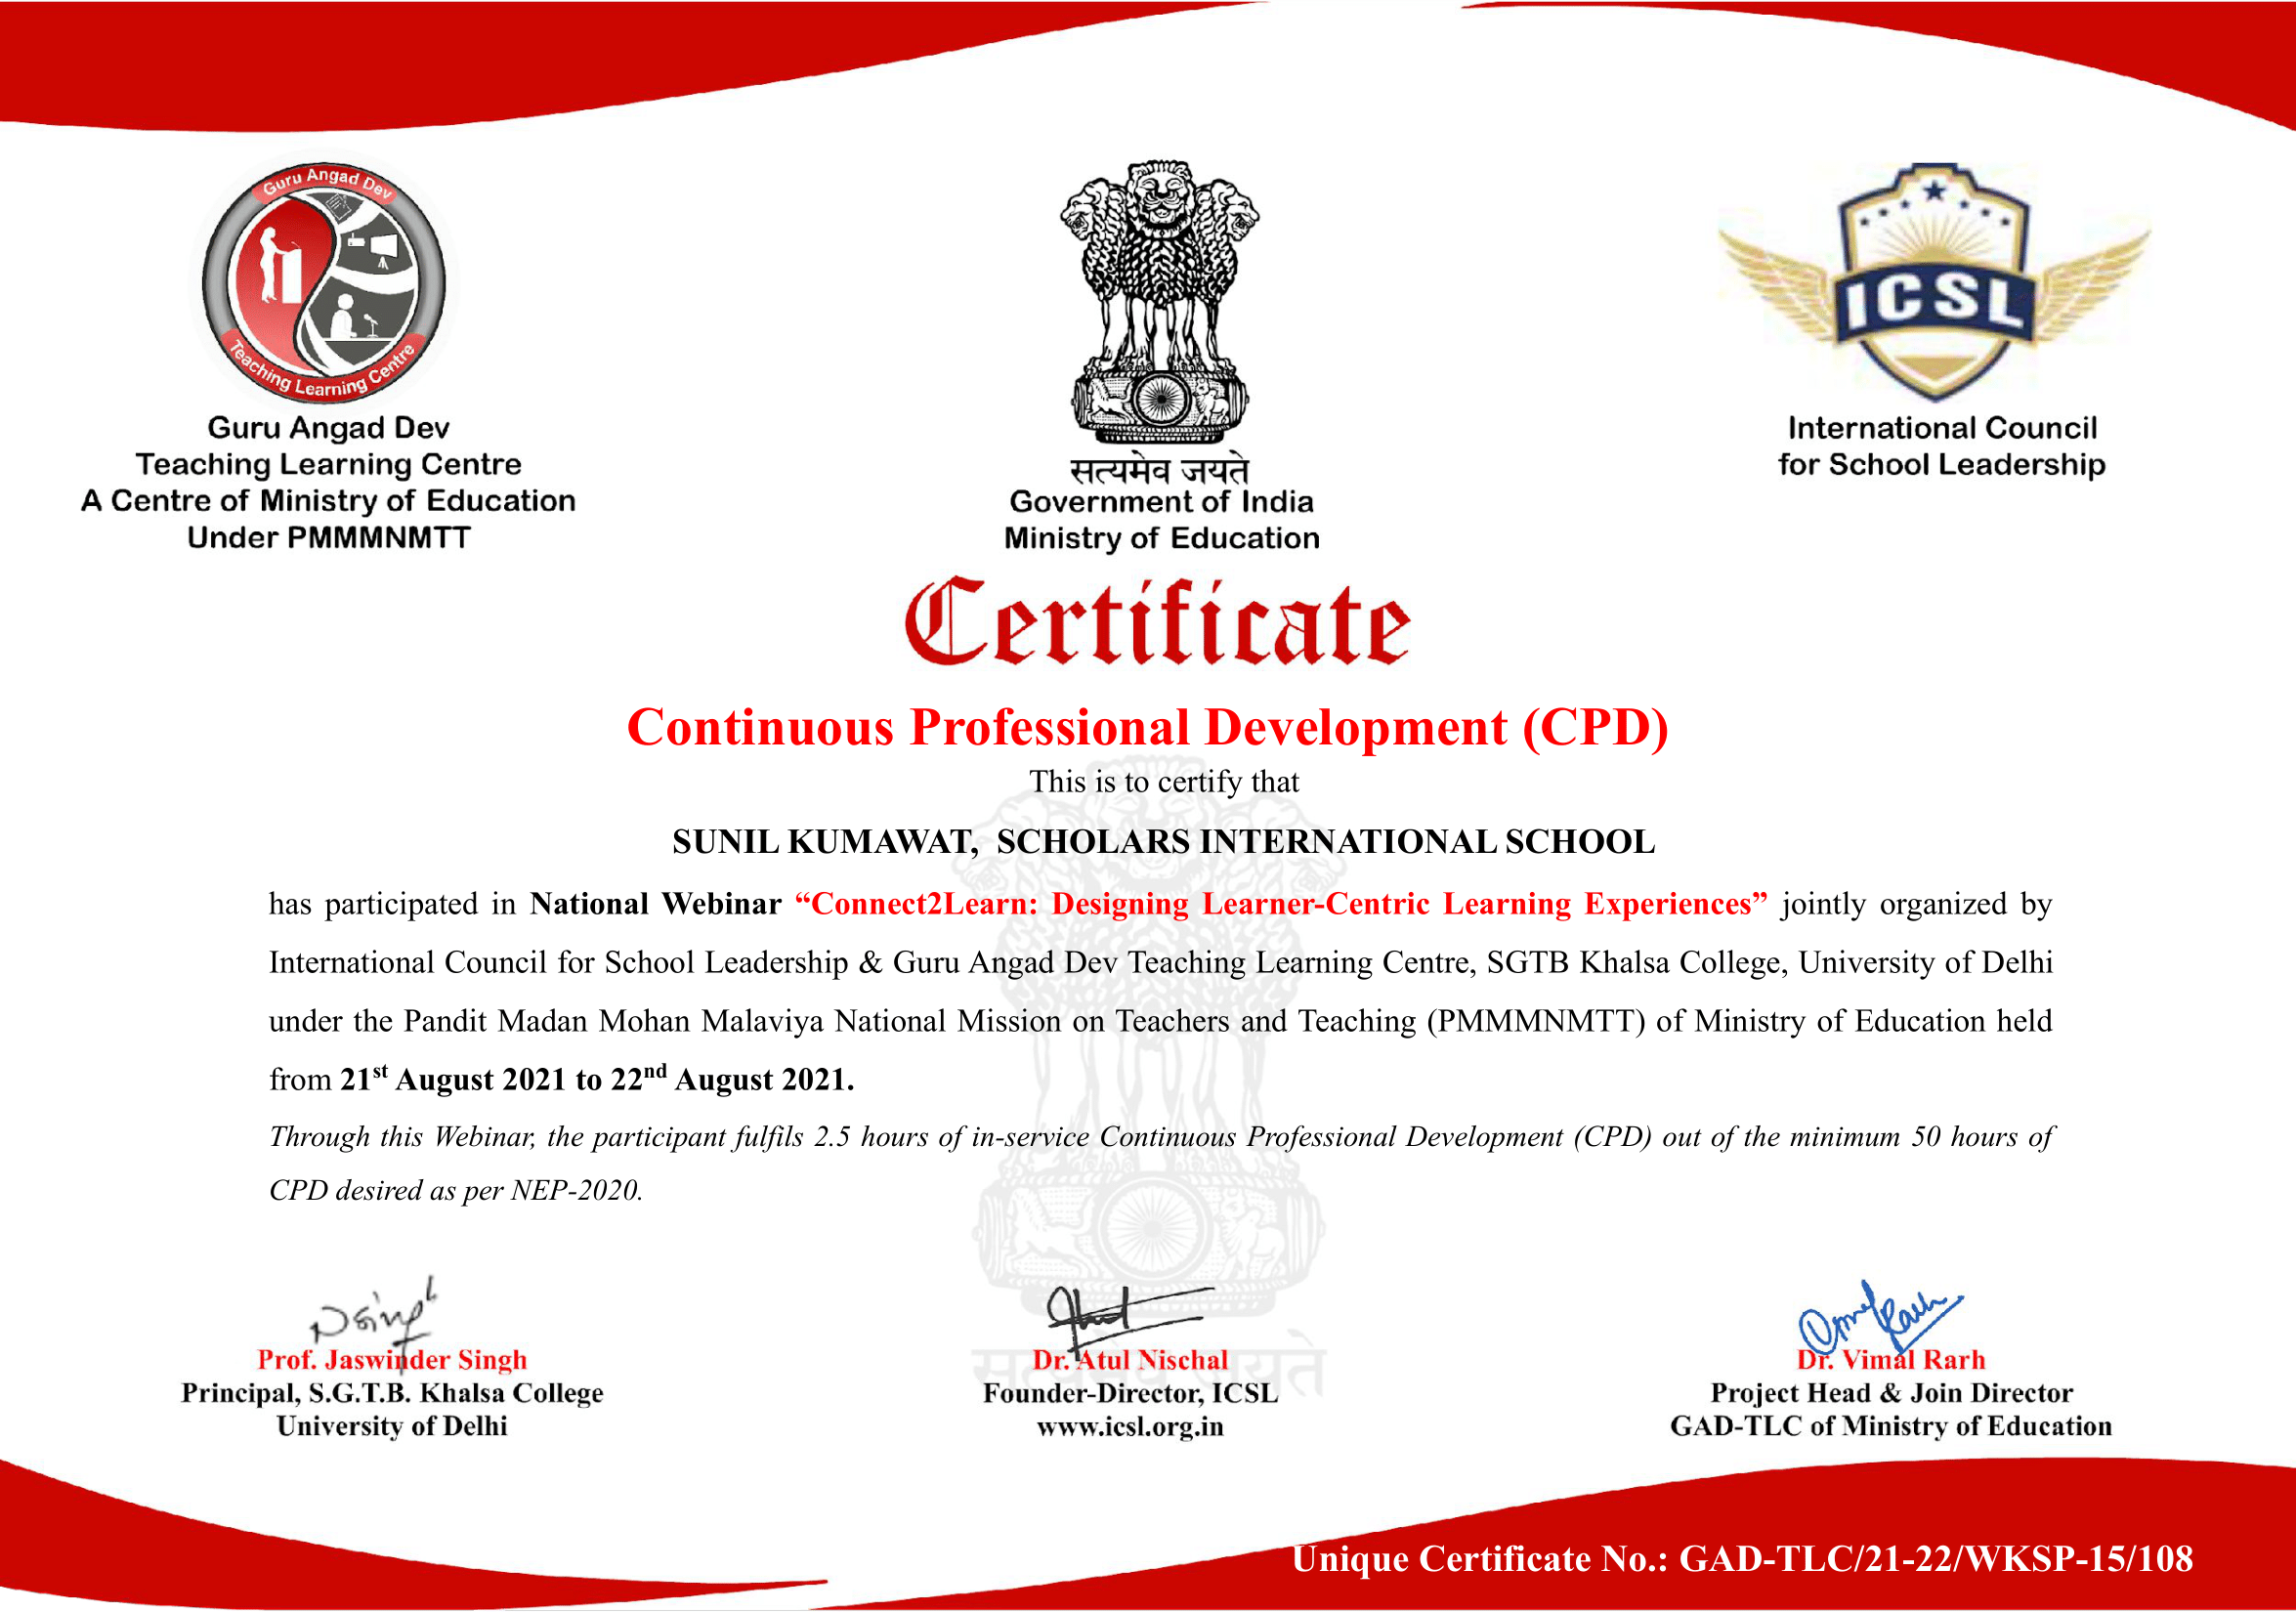 Guru Angad Dev
Teaching Learning Centre
Guru Angad Dev
Teaching Learning Centre
A Centre of Ministry of Education
Under PMMMNMTT
सत्यमेव जयते
Government of India
Ministry of Education
ICSL
International Council
for School Leadership
Certificate
Continuous Professional Development (CPD)
This is to certify that
SUNIL KUMAWAT, SCHOLARS INTERNATIONAL SCHOOL
has participated in National Webinar “Connect2Learn: Designing Learner-Centric Learning Experiences” jointly organized by
International Council for School Leadership & Guru Angad Dev Teaching Learning Centre, SGTB Khalsa College, University of Delhi
under the Pandit Madan Mohan Malaviya National Mission on Teachers and Teaching (PMMMNMTT) of Ministry of Education held
from 21st August 2021 to 22nd August 2021.
Through this Webinar, the participant fulfils 2.5 hours of in-service Continuous Professional Development (CPD) out of the minimum 50 hours of
CPD desired as per NEP-2020.
सत्यमेव जयते
Prof. Jaswinder Singh
Principal, S.G.T.B. Khalsa College
University of Delhi
Dr. Atul Nischal
Founder-Director, ICSL
www.icsl.org.in
Dr. Vimal Rarh
Project Head & Join Director
GAD-TLC of Ministry of Education
Unique Certificate No.: GAD-TLC/21-22/WKSP-15/108